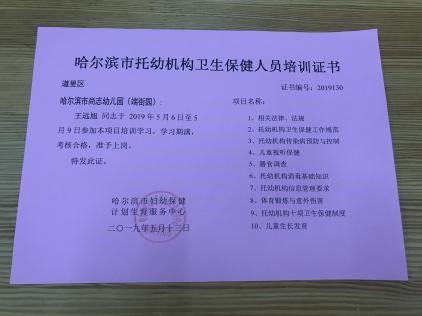 哈尔滨市托幼机构卫生保健人员培训证书
道里区
证书编号：2019130
哈尔滨市尚志幼儿园（端街园）：
王远旭 同志于 2019 年 5 月 6 日至 5
月 9 日参加本项目培训学习。学习期满，
考核合格，准予上岗。
特发此证。
哈尔滨市妇幼保健
计划生育服务中心
二〇一九年五月十三日
项目名称：
1、相关法律、法规
2、托幼机构卫生保健工作规范
3、托幼机构传染病预防与控制
4、儿童视听保健
5、膳食调查
6、托幼机构消毒基础知识
7、托幼机构信息管理要求
8、体育锻炼与意外伤害
9、托幼机构十项卫生保健制度
10、儿童生长发育